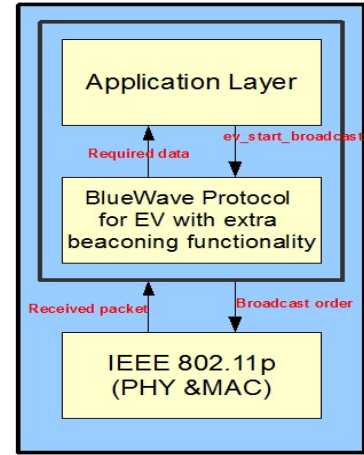 Application Layer
ev_start_broadcast
Required data
BlueWave Protocol
for EV with extra
beaconing functionality
Received packet
Broadcast order
IEEE 802.11p
(PHY &MAC)